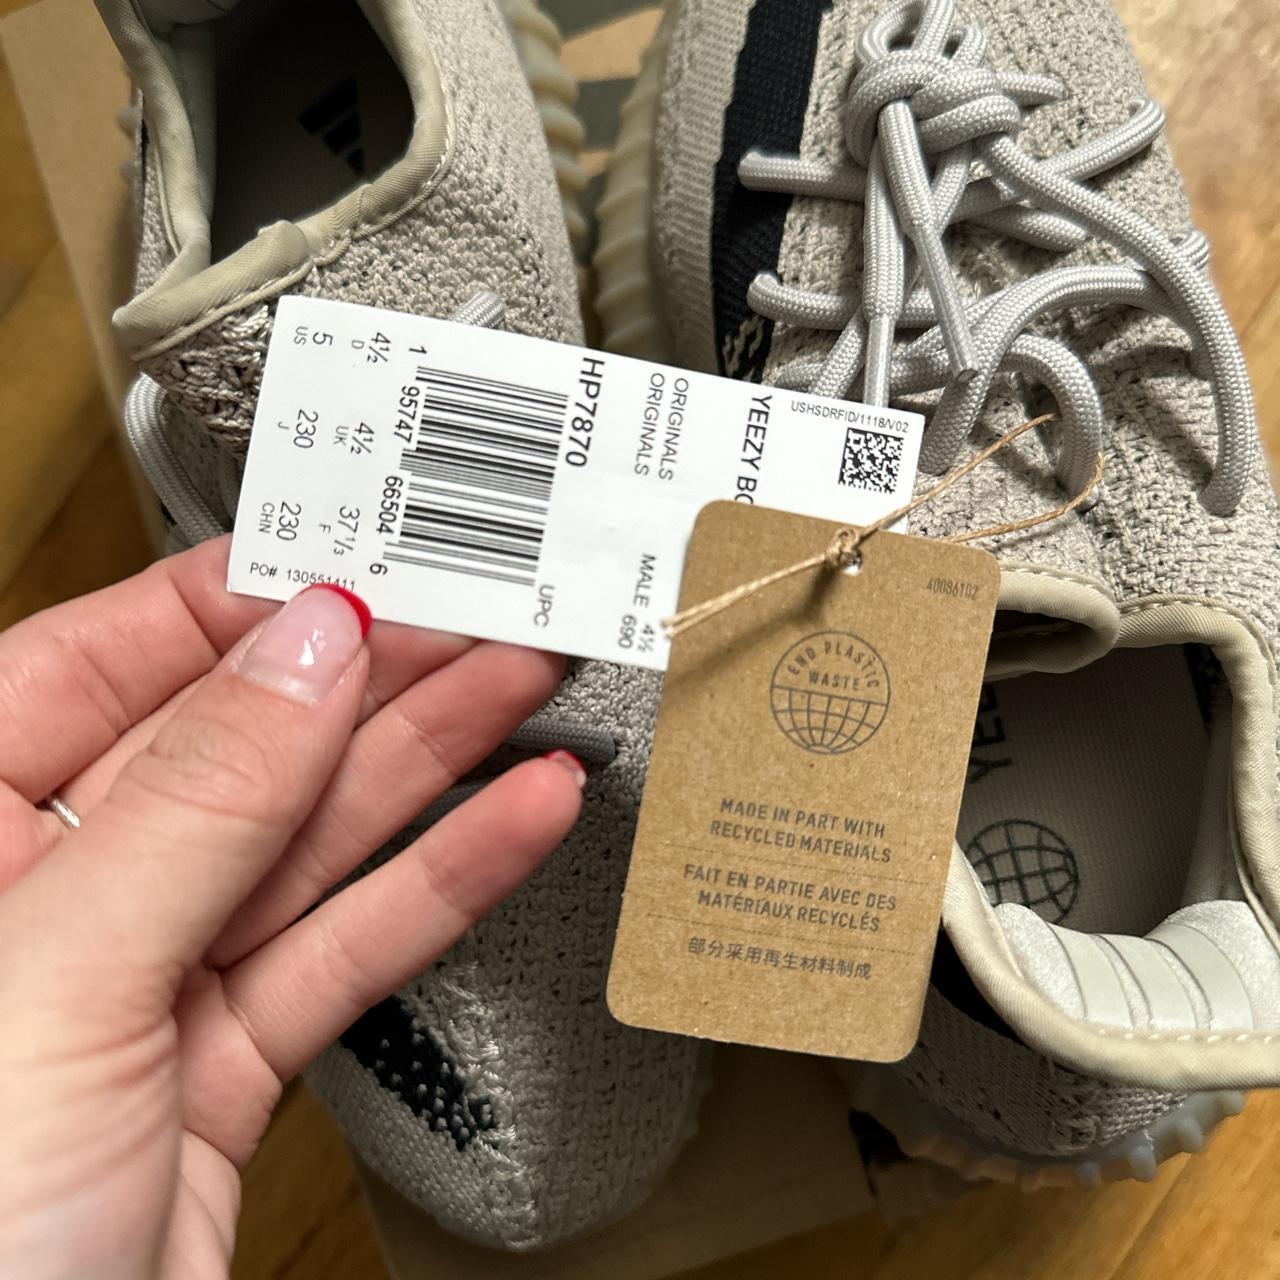 USHSDRFID/1118/V02
YEEZY BO
ORIGINALS
ORIGINALS
MALE 4½
690
HP7870
UPC
1 95747 66504 6
4½ D 4½ UK 37 1/3 F
5 US 230 J 230 CHN
PO# 130551411
40086102
END PLASTIC
WASTE
MADE IN PART WITH
RECYCLED MATERIALS
FAIT EN PARTIE AVEC DES
MATÉRIAUX RECYCLÉS
部分采用再生材料制成
YEE